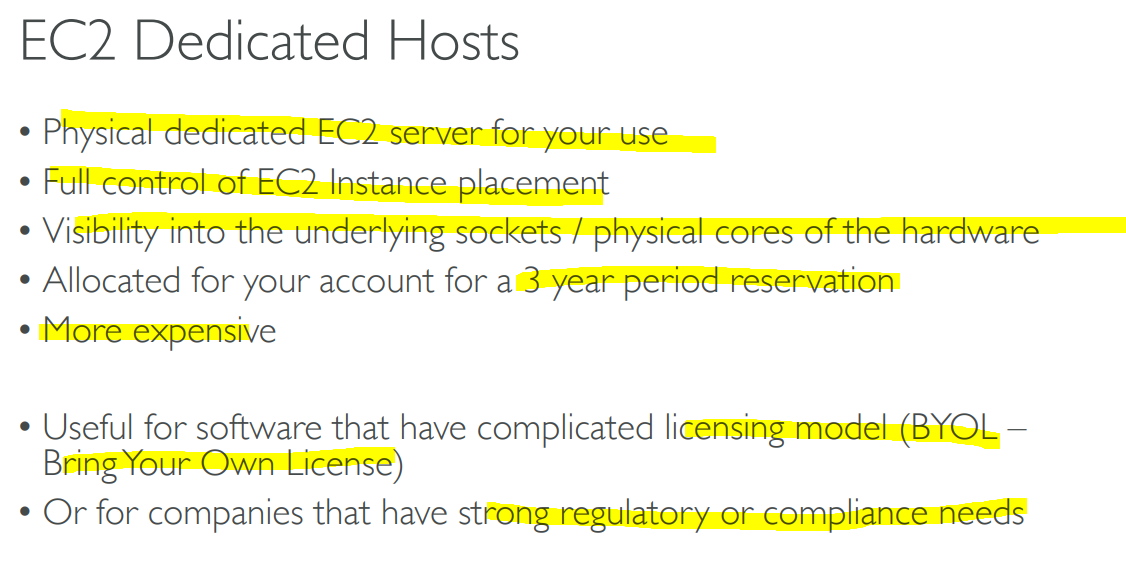 EC2 Dedicated Hosts
• Physical dedicated EC2 server for your use
• Full control of EC2 Instance placement
• Visibility into the underlying sockets / physical cores of the hardware
• Allocated for your account for a 3 year period reservation
• More expensive
• Useful for software that have complicated licensing model (BYOL –
Bring Your Own License)
• Or for companies that have strong regulatory or compliance needs